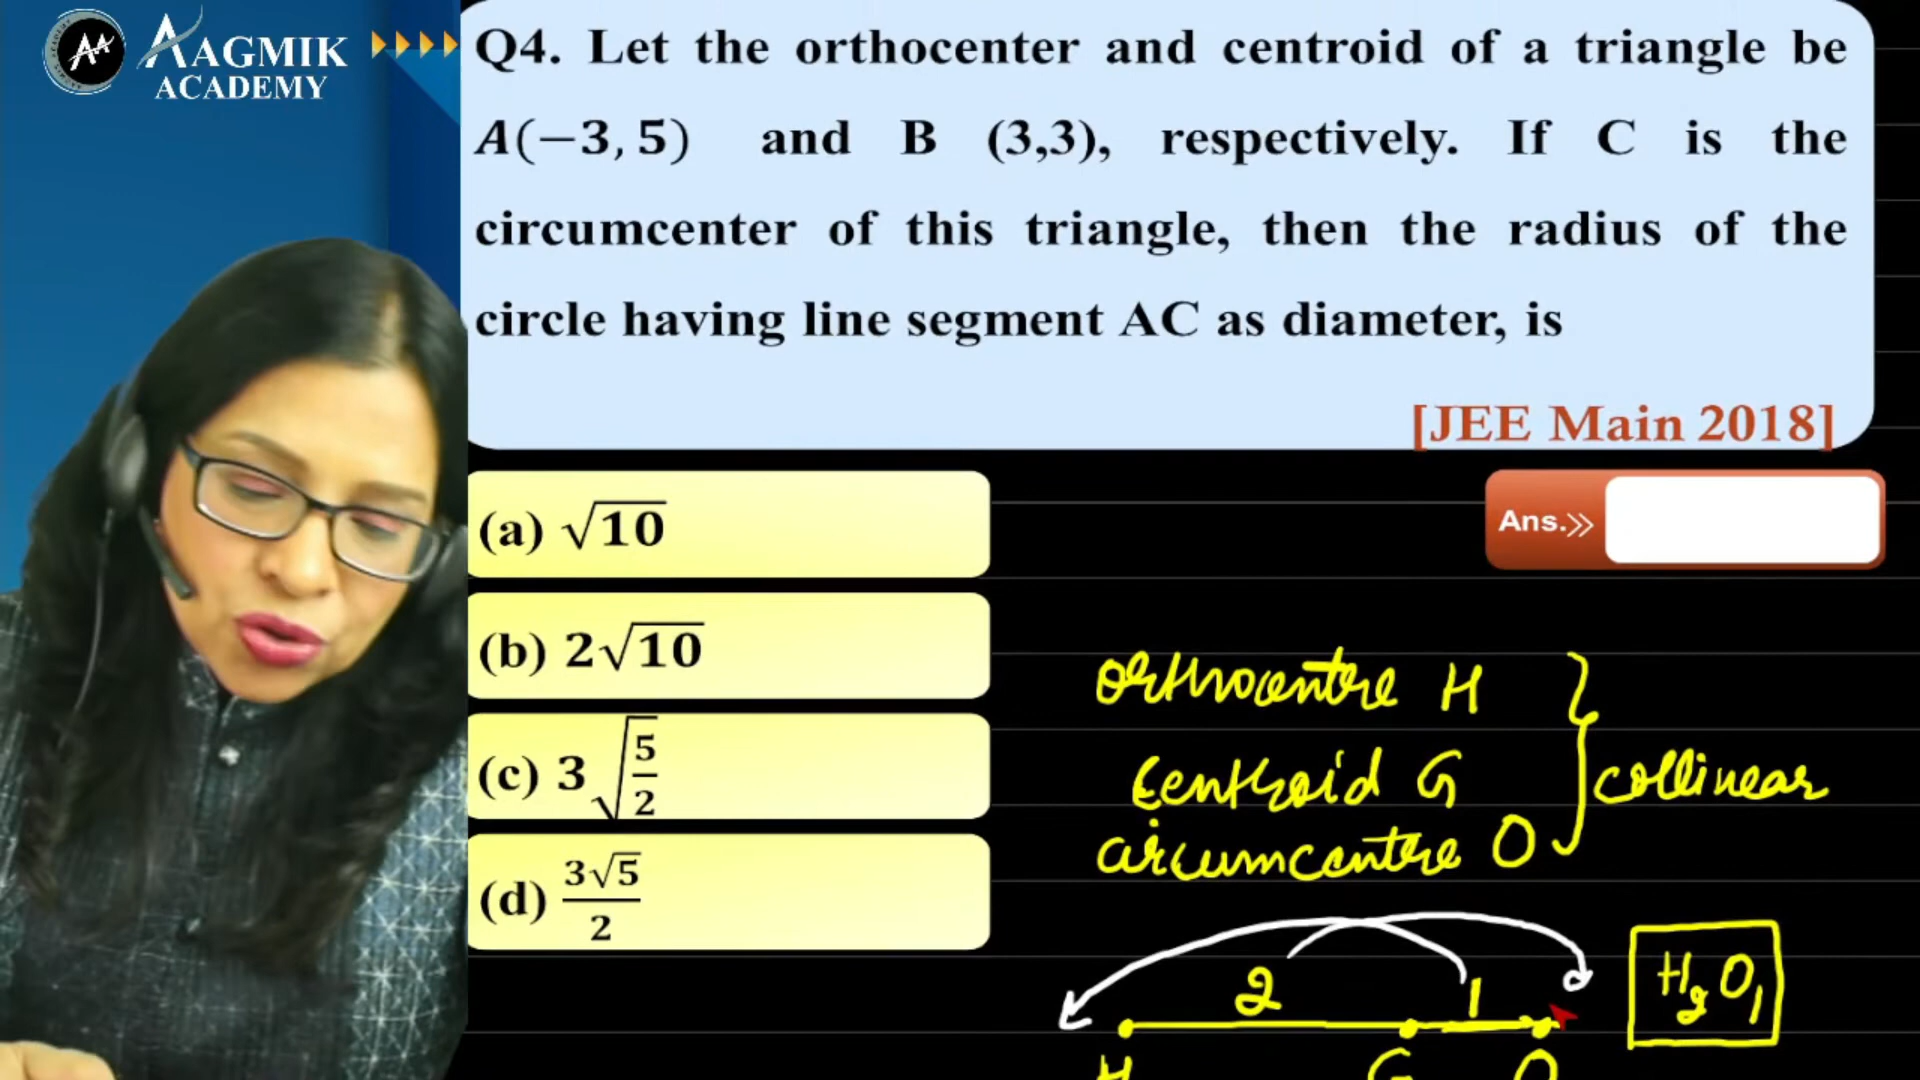 AAGMIK
ACADEMY
Q4. Let the orthocenter and centroid of a triangle be
A(−3, 5) and B (3,3), respectively. If C is the
circumcenter of this triangle, then the radius of the
circle having line segment AC as diameter, is
[JEE Main 2018]
(a) √10
(b) 2√10
(c) 3√(5/2)
(d) 3√5/2
Ans.
orthocentre H
Centroid G
circumcentre O
collinear
2 1
H₂O₁
H G O